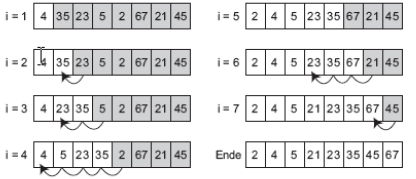 i = 1 4 35 23 5 2 67 21 45
i = 2 4 35 23 5 2 67 21 45
i = 3 4 23 35 5 2 67 21 45
i = 4 4 5 23 35 2 67 21 45
i = 5 2 4 5 23 35 67 21 45
i = 6 2 4 5 23 35 67 21 45
i = 7 2 4 5 21 23 35 67 45
Ende 2 4 5 21 23 35 45 67